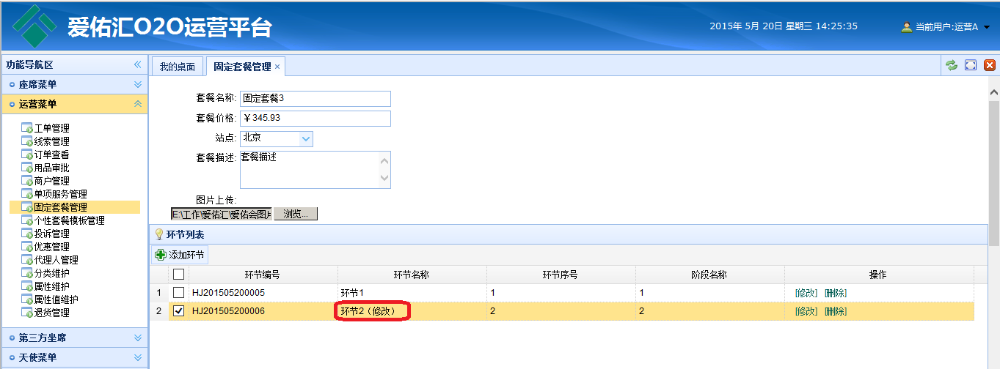 爱佑汇O2O运营平台
2015年 5月 20日 星期三 14:25:35
当前用户:运营A
功能导航区
座席菜单
运营菜单
工单管理
线索管理
订单查看
用品审批
商户管理
单项服务管理
固定套餐管理
个性套餐模板管理
投诉管理
优惠管理
代理人管理
分类维护
属性维护
属性值维护
退货管理
第三方坐席
天使菜单
我的桌面 固定套餐管理
套餐名称: 固定套餐3
套餐价格: ￥345.93
站点: 北京
套餐描述: 套餐描述
图片上传:
E:\工作\爱佑汇\爱佑会图片 浏览...
环节列表
添加环节
环节编号 环节名称 环节序号 阶段名称 操作
1 HJ201505200005 环节1 1 1 [修改] [删除]
2 HJ201505200006 环节2（修改） 2 2 [修改] [删除]